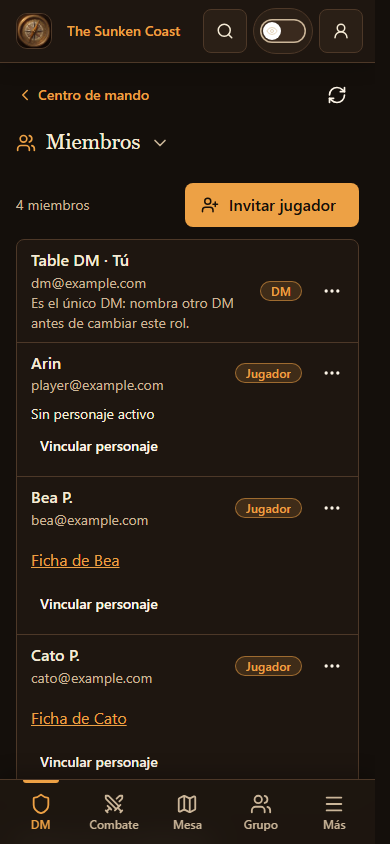 The Sunken Coast
Centro de mando
Miembros
4 miembros
Invitar jugador
Table DM · Tú
dm@example.com
Es el único DM: nombra otro DM
antes de cambiar este rol.
DM
Arin
player@example.com
Jugador
Sin personaje activo
Vincular personaje
Bea P.
bea@example.com
Jugador
Ficha de Bea
Vincular personaje
Cato P.
cato@example.com
Jugador
Ficha de Cato
Vincular personaje
DM
Combate
Mesa
Grupo
Más